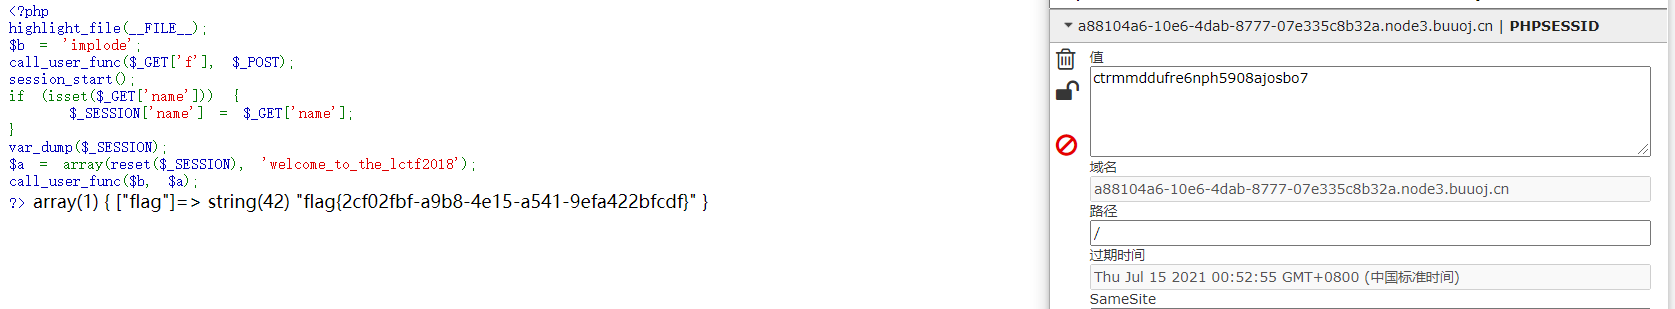 <?php
highlight_file(__FILE__);
$b = 'implode';
call_user_func($_GET['f'], $_POST);
session_start();
if (isset($_GET['name'])) {
$_SESSION['name'] = $_GET['name'];
}
var_dump($_SESSION);
$a = array(reset($_SESSION), 'welcome_to_the_lctf2018');
call_user_func($b, $a);
?> array(1) { ["flag"]=> string(42) "flag{2cf02fbf-a9b8-4e15-a541-9efa422bfcdf}" }
a88104a6-10e6-4dab-8777-07e335c8b32a.node3.buuoj.cn | PHPSESSID
值
ctrmmddufre6nph5908ajosbo7
域名
a88104a6-10e6-4dab-8777-07e335c8b32a.node3.buuoj.cn
路径
/
过期时间
Thu Jul 15 2021 00:52:55 GMT+0800 (中国标准时间)
SameSite